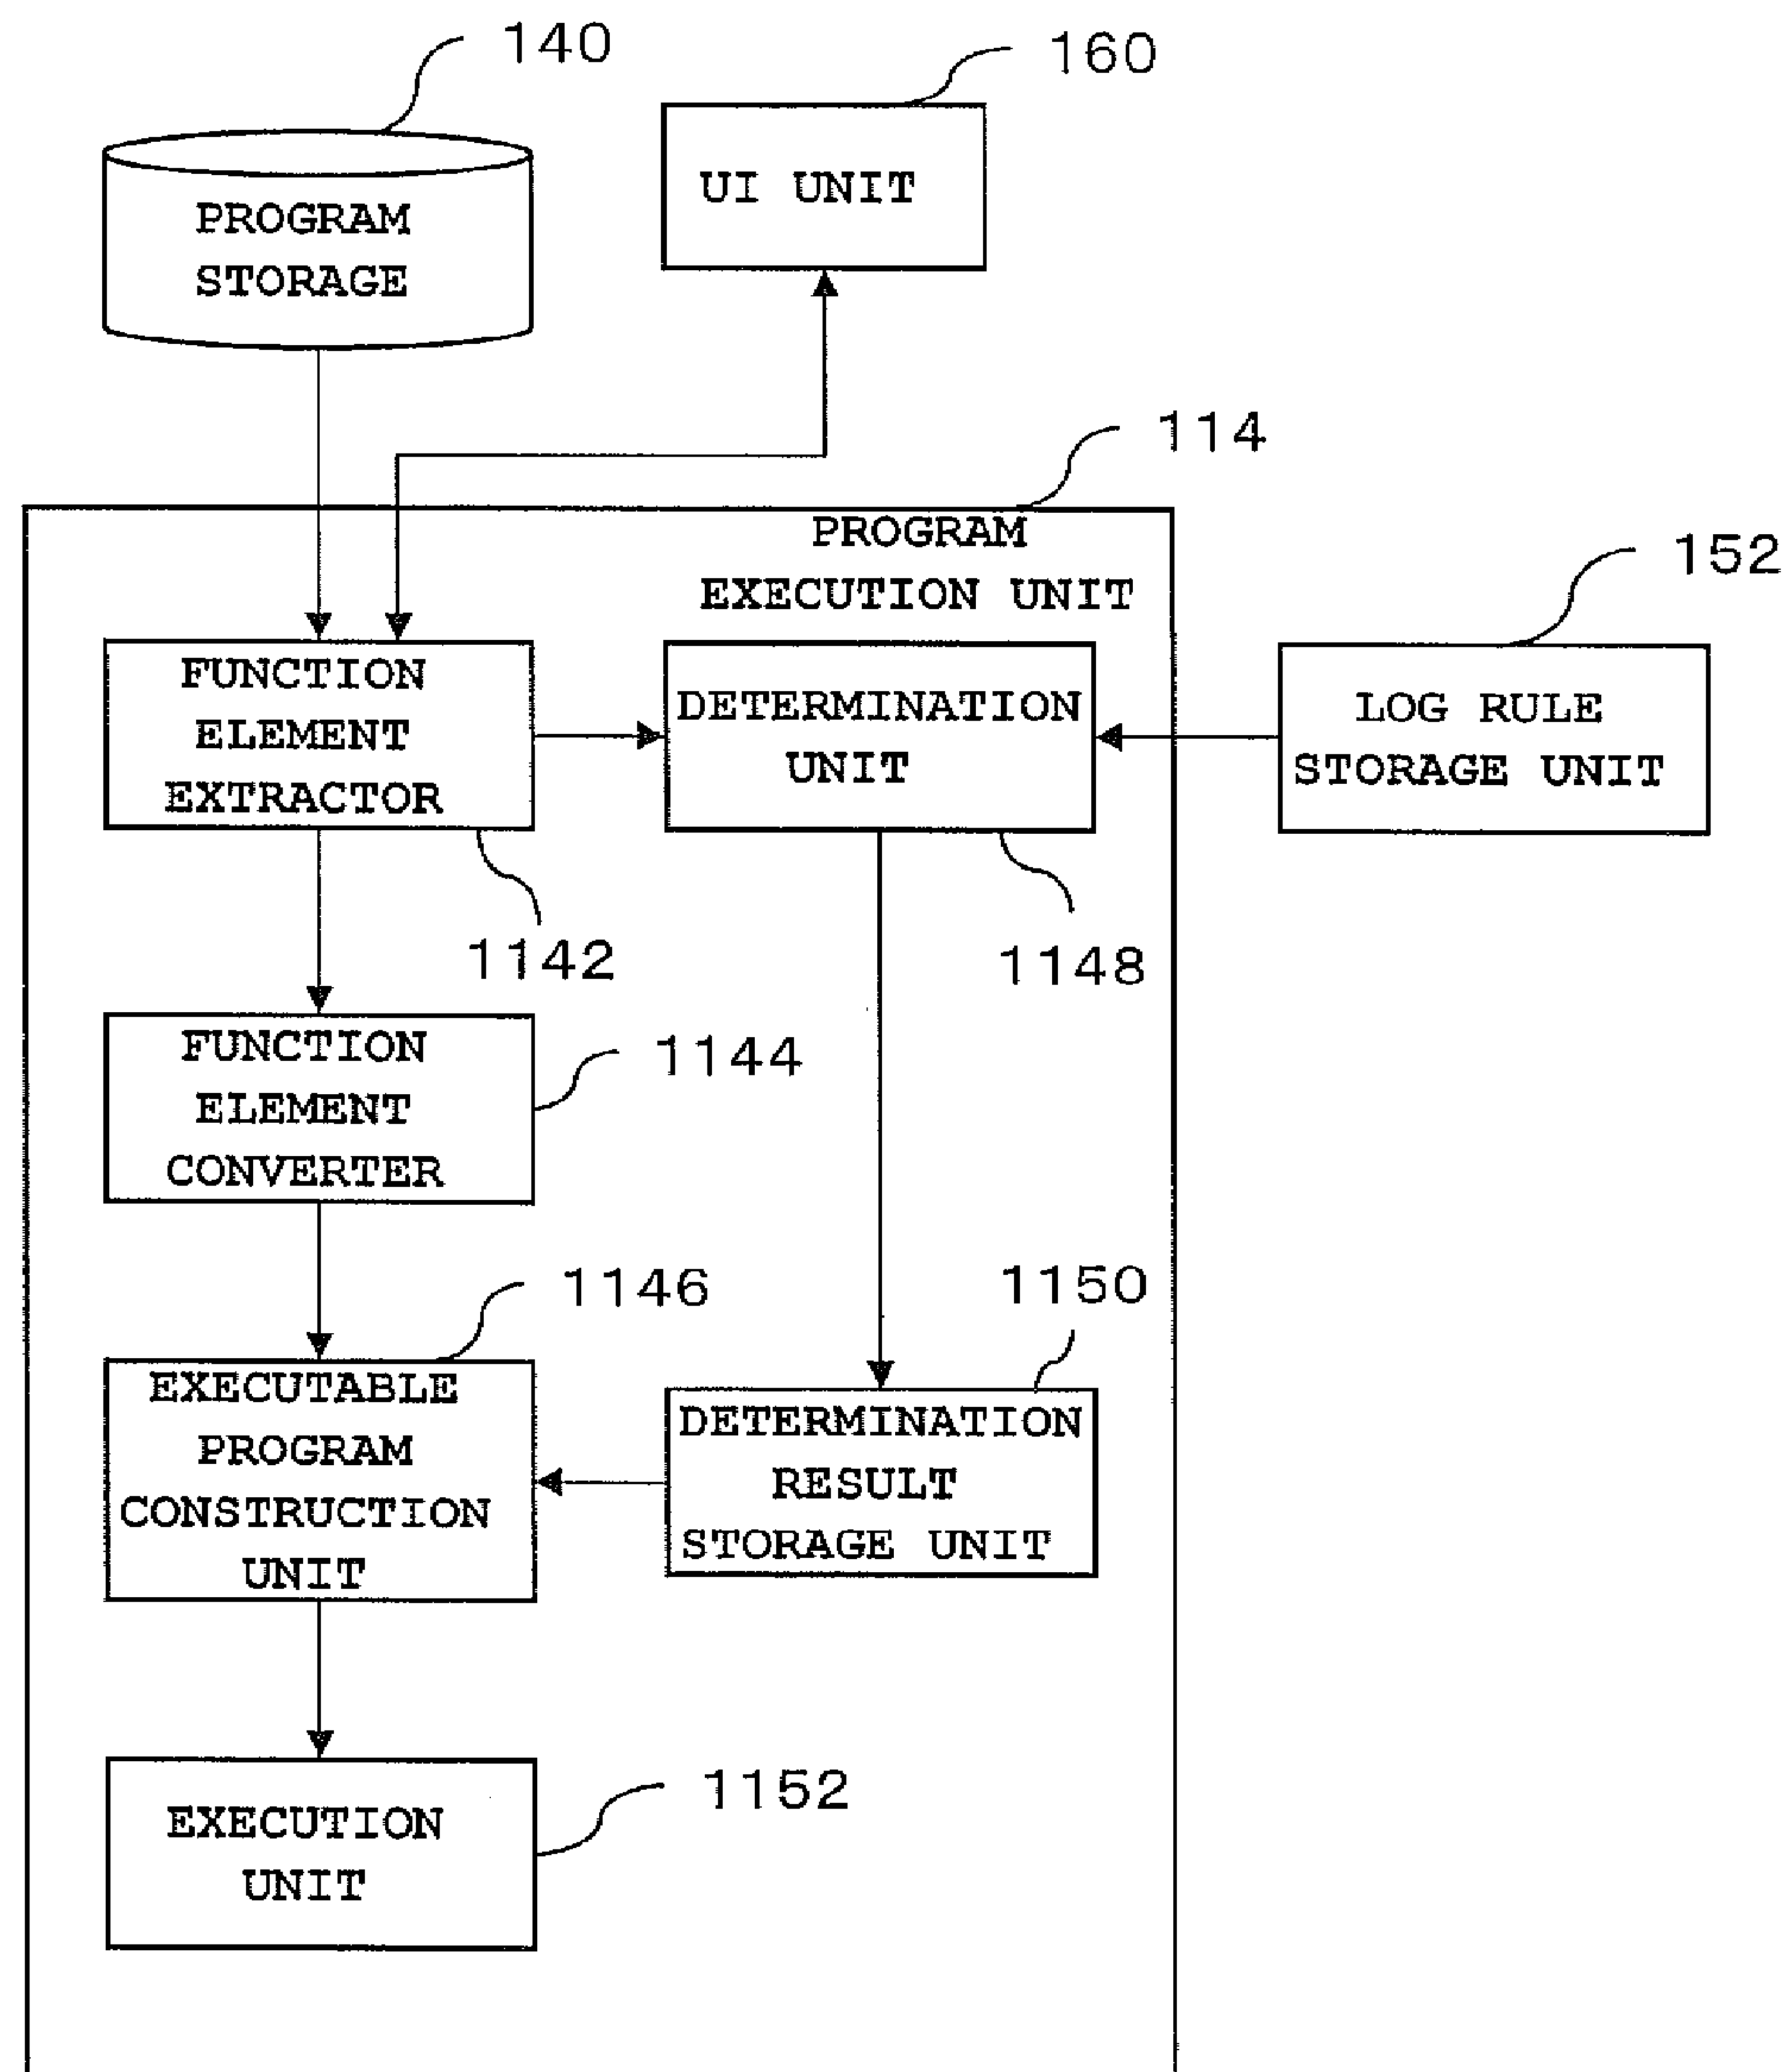 140
160
PROGRAM
STORAGE
UI UNIT
114
PROGRAM
EXECUTION UNIT
152
FUNCTION
ELEMENT
EXTRACTOR
DETERMINATION
UNIT
LOG RULE
STORAGE UNIT
1142
1148
FUNCTION
ELEMENT
CONVERTER
1144
1146
1150
EXECUTABLE
PROGRAM
CONSTRUCTION
UNIT
DETERMINATION
RESULT
STORAGE UNIT
EXECUTION
UNIT
1152